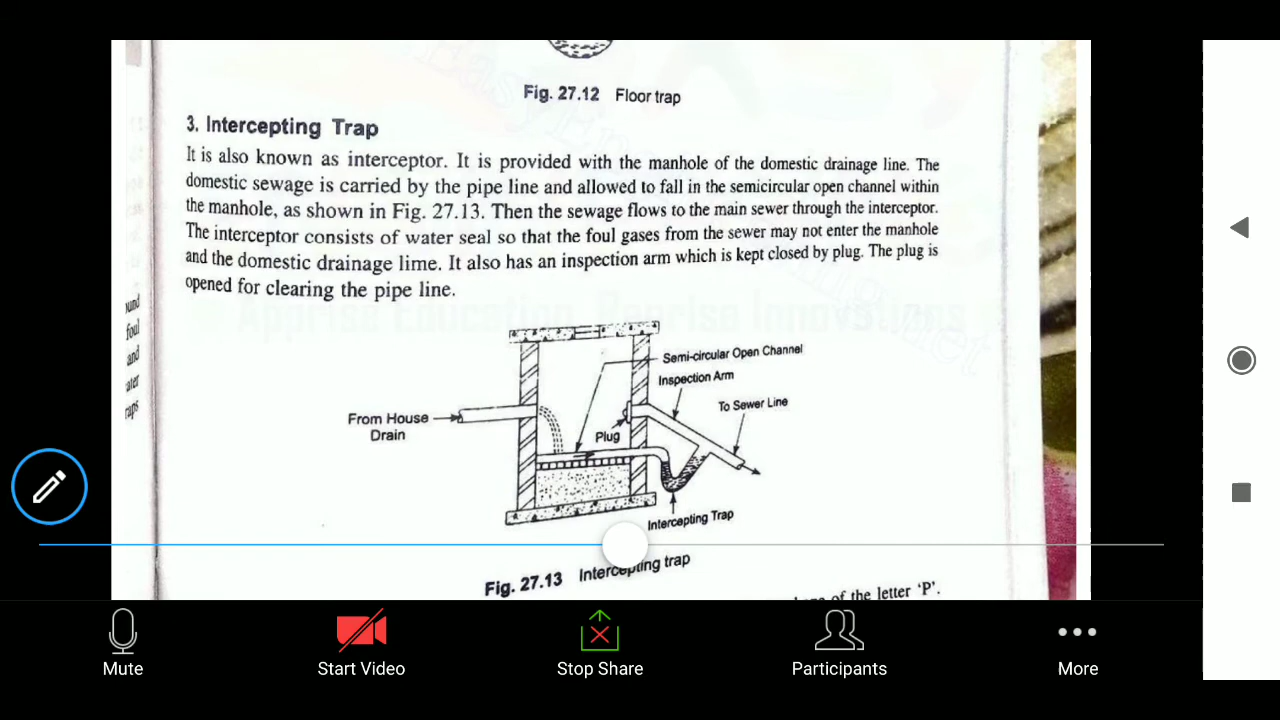 Fig. 27.12 Floor trap
3. Intercepting Trap
It is also known as interceptor. It is provided with the manhole of the domestic drainage line. The
domestic sewage is carried by the pipe line and allowed to fall in the semicircular open channel within
the manhole, as shown in Fig. 27.13. Then the sewage flows to the main sewer through the interceptor.
The interceptor consists of water seal so that the foul gases from the sewer may not enter the manhole
and the domestic drainage lime. It also has an inspection arm which is kept closed by plug. The plug is
opened for clearing the pipe line.
foul
and
Semi-circular Open Channel
Inspection Arm
To Sewer Line
From House
Drain
Plug
Intercepting Trap
Fig. 27.13 Intercepting trap
of the letter 'P'.
Mute
Start Video
Stop Share
Participants
More